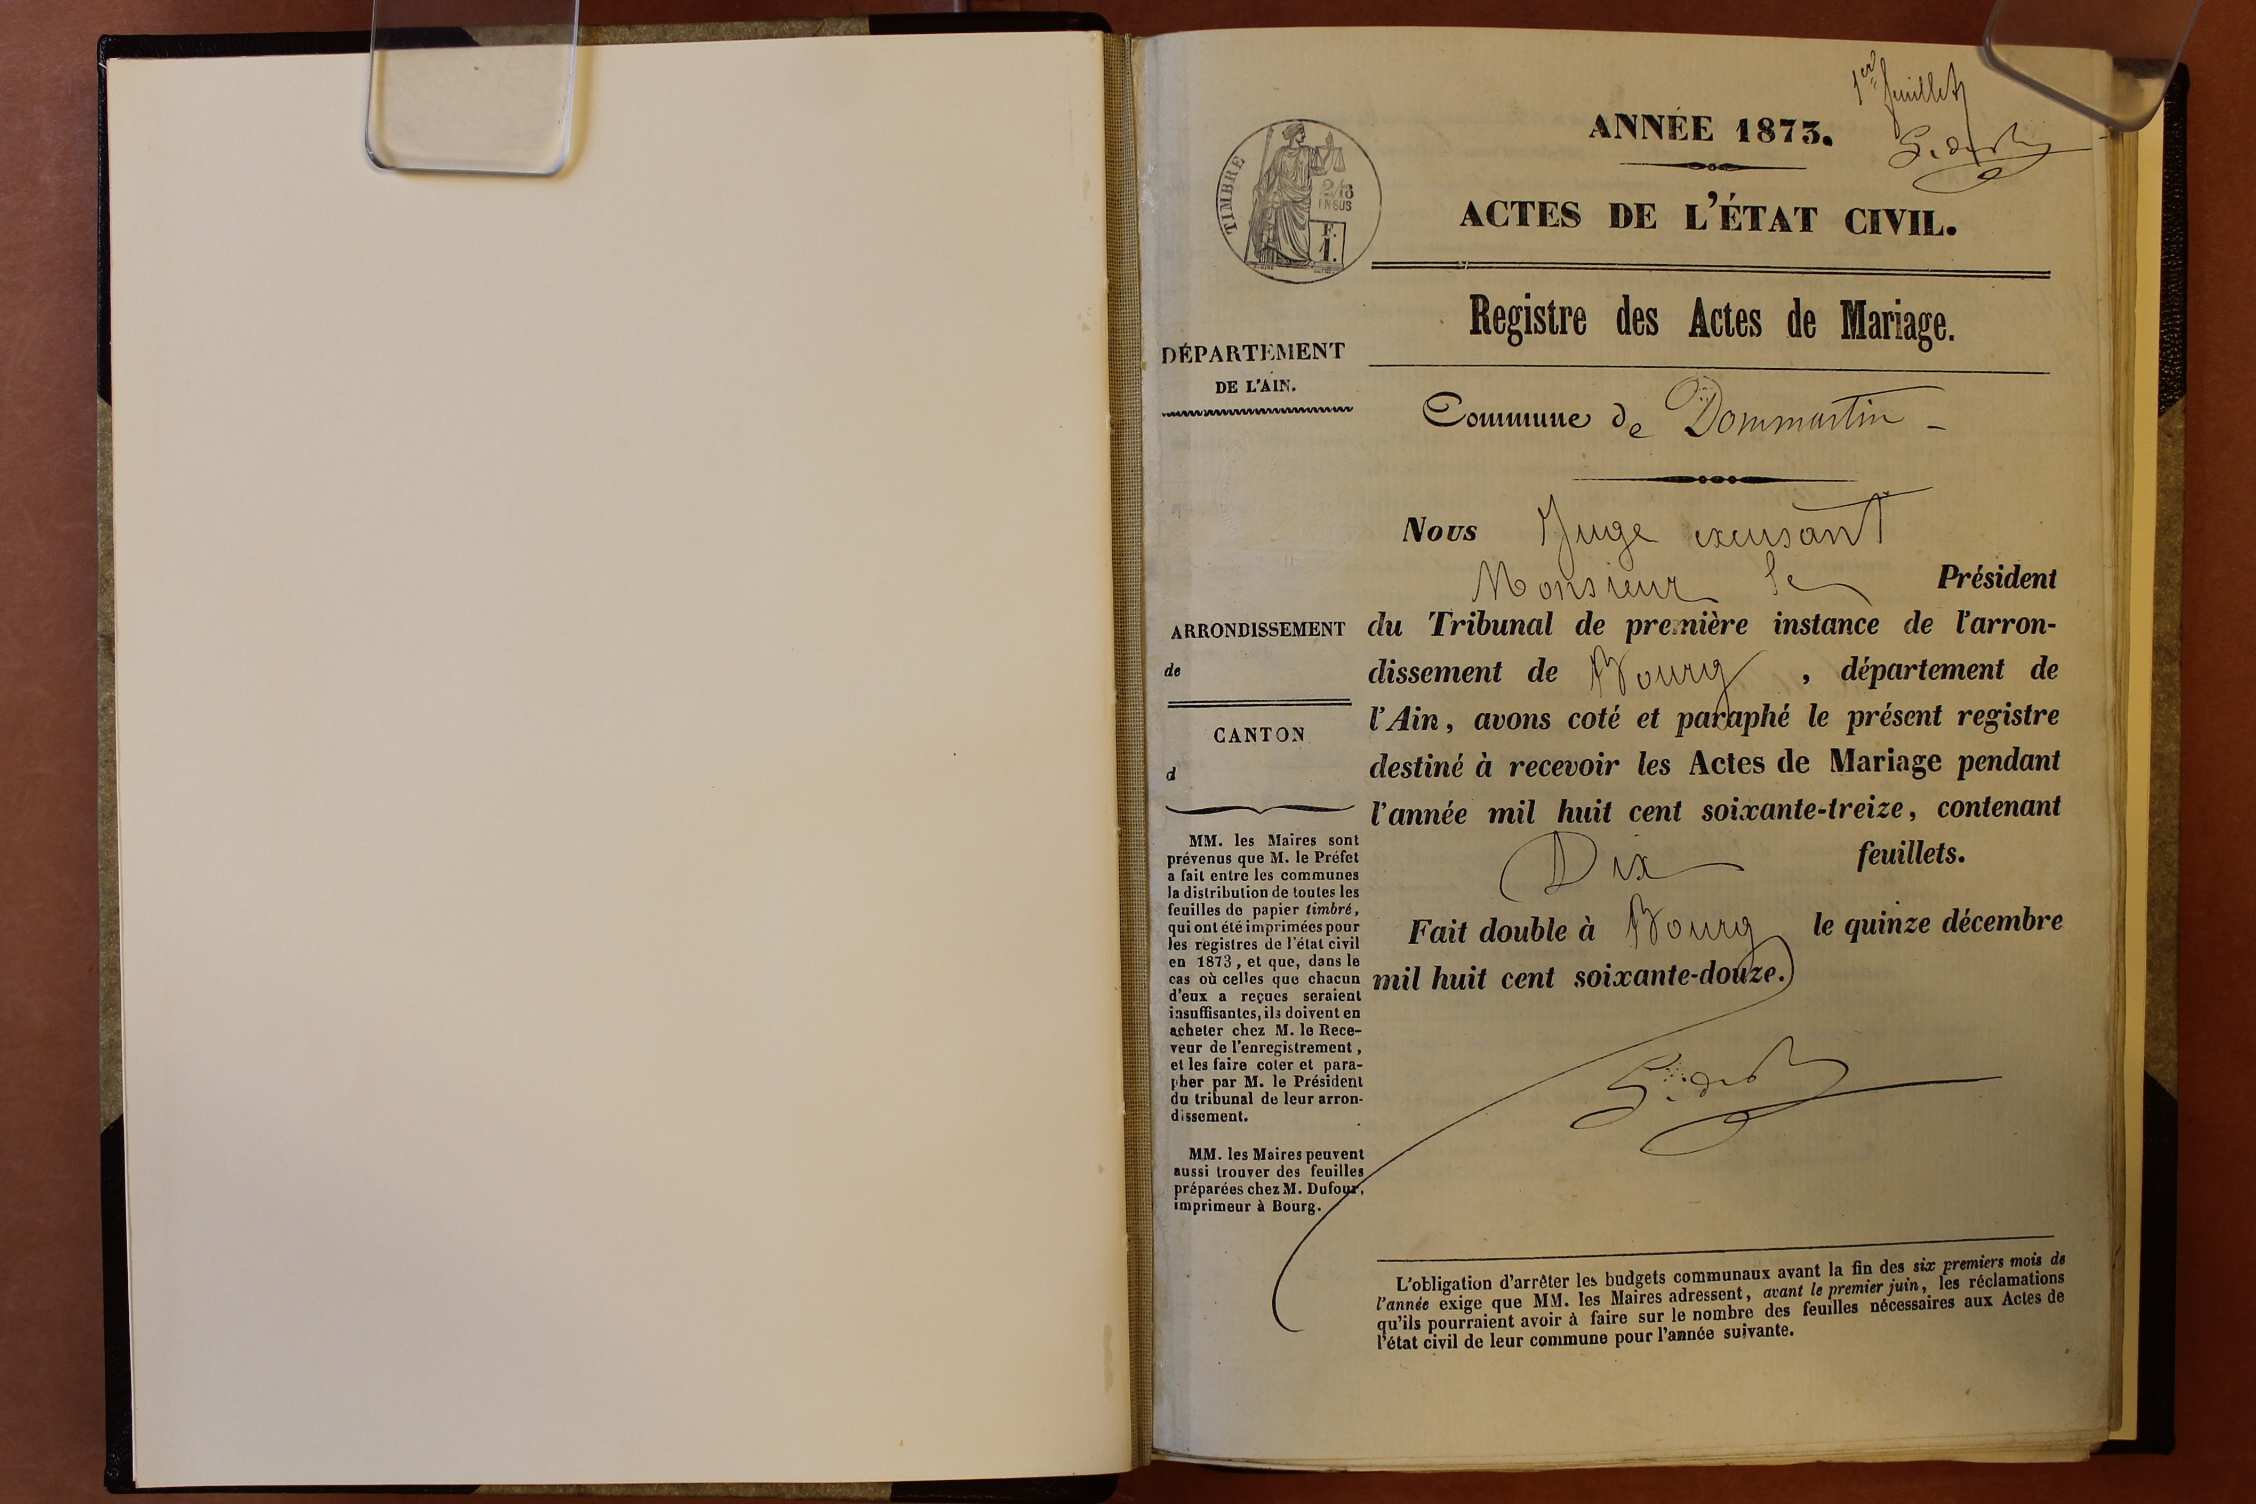 1er feuillet
ANNÉE 1873.
TIMBRE
2/10
EN SUS
F.
1.
ACTES DE L'ÉTAT CIVIL.
Registre des Actes de Mariage.
DÉPARTEMENT
DE L'AIN.
Commune de Dommartin -
Nous Juge excusant
Monsieur le Président
du Tribunal de première instance de l'arron-
dissement de Bourg, département de
l'Ain, avons coté et paraphé le présent registre
destiné à recevoir les Actes de Mariage pendant
l'année mil huit cent soixante-treize, contenant
Dix feuillets.
Fait double à Bourg le quinze décembre
mil huit cent soixante-douze.
ARRONDISSEMENT
de
CANTON
d
MM. les Maires sont
prévenus que M. le Préfet
a fait entre les communes
la distribution de toutes les
feuilles de papier timbré,
qui ont été imprimées pour
les registres de l'état civil
en 1873, et que, dans le
cas où celles que chacun
d'eux a reçues seraient
insuffisantes, ils doivent en
acheter chez M. le Rece-
veur de l'enregistrement,
et les faire coter et para-
pher par M. le Président
du tribunal de leur arron-
dissement.
MM. les Maires peuvent
aussi trouver des feuilles
préparées chez M. Dufour,
imprimeur à Bourg.
L'obligation d'arrêter les budgets communaux avant la fin des six premiers mois de
l'année exige que MM. les Maires adressent, avant le premier juin, les réclamations
qu'ils pourraient avoir à faire sur le nombre des feuilles nécessaires aux Actes de
l'état civil de leur commune pour l'année suivante.